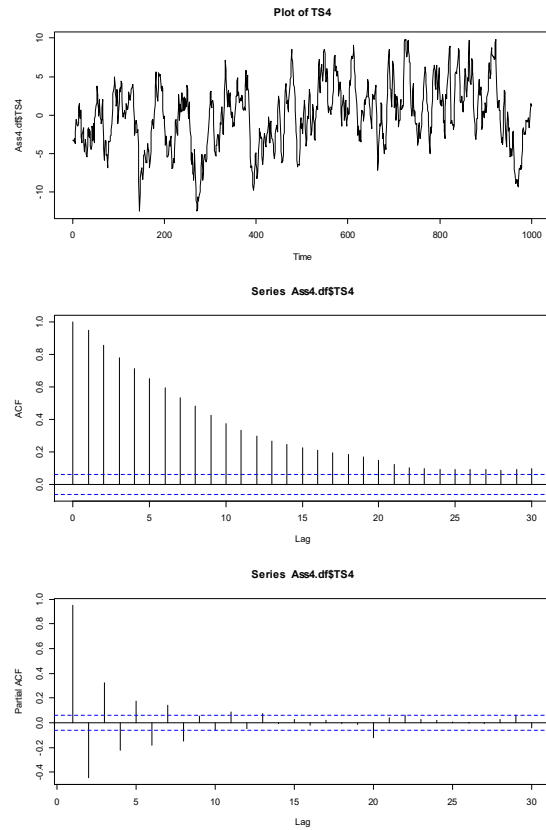 Plot of TS4
Ass4.df$TS4
10
5
0
-5
-10
0 200 400 600 800 1000
Time
Series Ass4.df$TS4
ACF
1.0
0.8
0.6
0.4
0.2
0.0
0 5 10 15 20 25 30
Lag
Series Ass4.df$TS4
Partial ACF
1.0
0.8
0.6
0.4
0.2
0.0
-0.2
-0.4
0 5 10 15 20 25 30
Lag